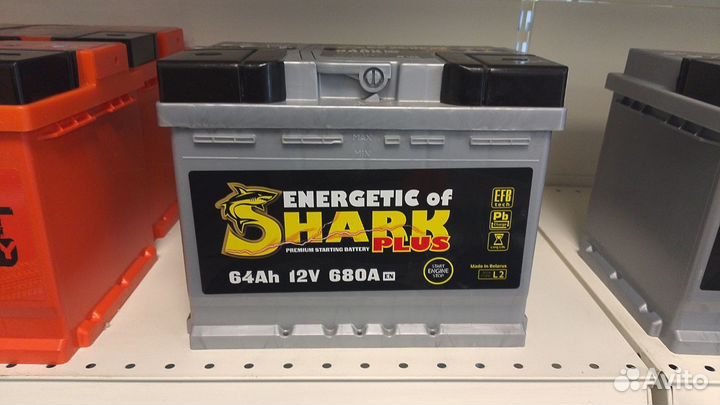 MAX
MIN
ENERGETIC of
SHARK
PLUS
PREMIUM STARTING BATTERY
64Ah 12V 680A EN
START
ENGINE
STOP
EFB
tech
Pb
Made in Belarus
L2
Avito